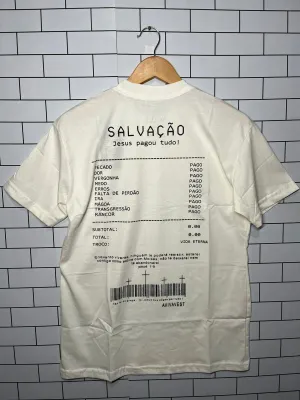 SALVAÇÃO
Jesus pagou tudo!
PECADO PAGO
DOR PAGO
VERGONHA PAGO
MEDO PAGO
ERROS PAGO
FALTA DE PERDÃO PAGO
IRA PAGO
MÁGOA PAGO
TRANSGRESSÃO PAGO
RANCOR PAGO
SUBTOTAL: 0.00
TOTAL: 0.00
TROCO: VIDA ETERNA